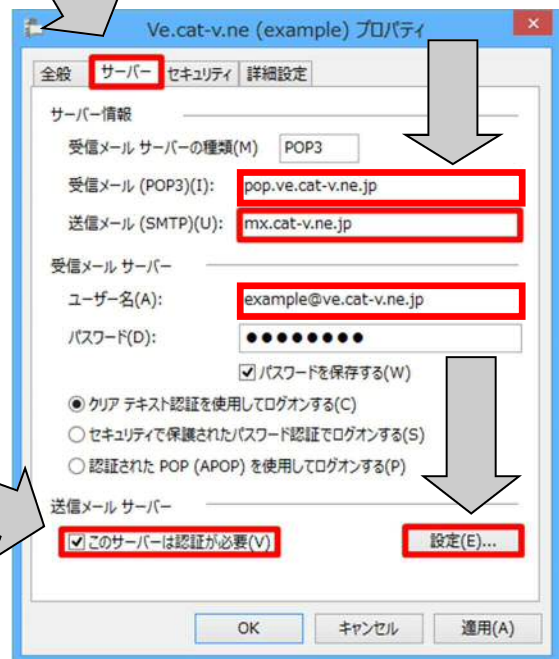 Ve.cat-v.ne (example) プロパティ
全般 サーバー セキュリティ 詳細設定
サーバー情報
受信メール サーバーの種類(M) POP3
受信メール (POP3)(I): pop.ve.cat-v.ne.jp
送信メール (SMTP)(U): mx.cat-v.ne.jp
受信メール サーバー
ユーザー名(A): example@ve.cat-v.ne.jp
パスワード(D): ●●●●●●●●
パスワードを保存する(W)
クリア テキスト認証を使用してログオンする(C)
セキュリティで保護されたパスワード認証でログオンする(S)
認証された POP (APOP) を使用してログオンする(P)
送信メール サーバー
このサーバーは認証が必要(V) 設定(E)...
OK キャンセル 適用(A)